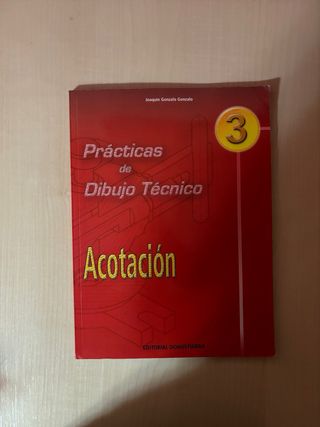 Joaquín Gonzalo Gonzalo
3
Prácticas
de
Dibujo Técnico
Acotación
EDITORIAL DONOSTIARRA